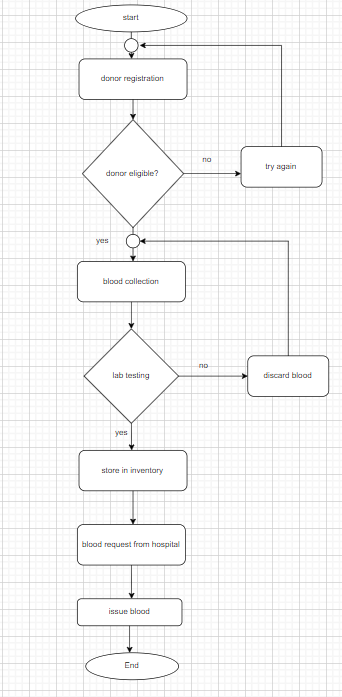 start
donor registration
donor eligible?
no
try again
yes
blood collection
lab testing
no
discard blood
yes
store in inventory
blood request from hospital
issue blood
End